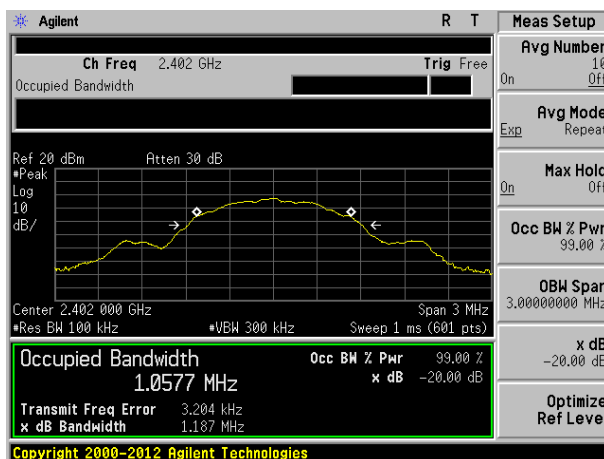 Agilent R T Meas Setup
Ch Freq 2.402 GHz Trig Free
Occupied Bandwidth
Ref 20 dBm Atten 30 dB
#Peak
Log
10
dB/
Center 2.402 000 GHz Span 3 MHz
#Res BW 100 kHz #VBW 300 kHz Sweep 1 ms (601 pts)
Occupied Bandwidth Occ BW % Pwr 99.00 %
1.0577 MHz x dB -20.00 dB
Transmit Freq Error 3.204 kHz
x dB Bandwidth 1.187 MHz
Copyright 2000-2012 Agilent Technologies
Avg Number
10
On Off
Avg Mode
Exp Repeat
Max Hold
On Off
Occ BW % Pwr
99.00 %
OBW Span
3.00000000 MHz
x dB
-20.00 dB
Optimize
Ref Level